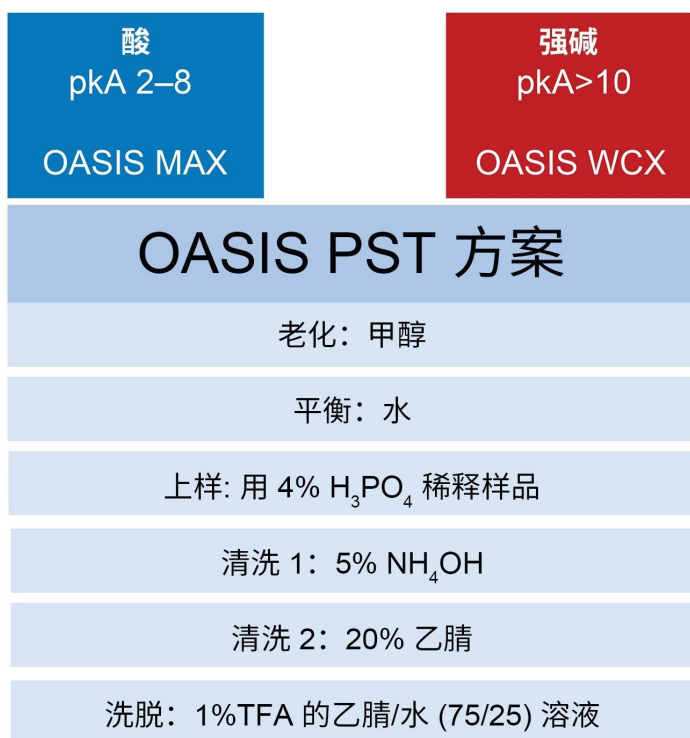 酸
pkA 2–8
OASIS MAX
强碱
pkA>10
OASIS WCX
OASIS PST 方案
老化：甲醇
平衡：水
上样: 用 4% H₃PO₄ 稀释样品
清洗 1：5% NH₄OH
清洗 2：20% 乙腈
洗脱：1%TFA 的乙腈/水 (75/25) 溶液